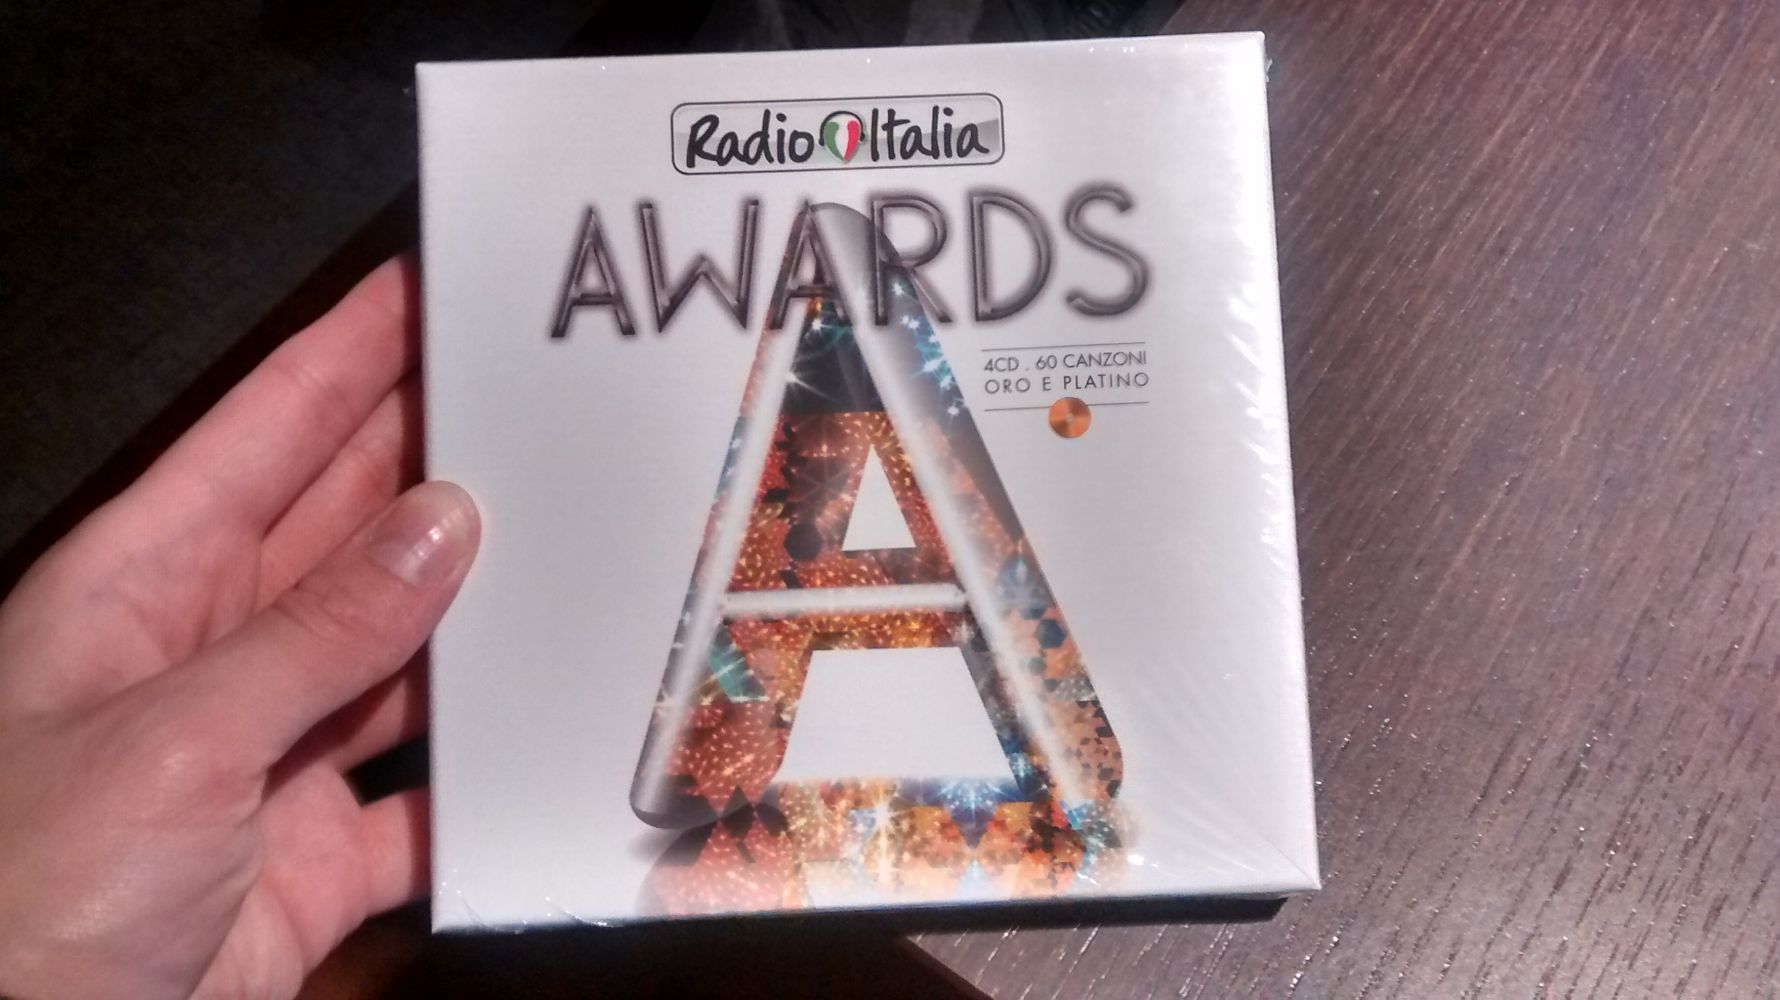 Radio Italia
AWARDS
4CD . 60 CANZONI
ORO E PLATINO